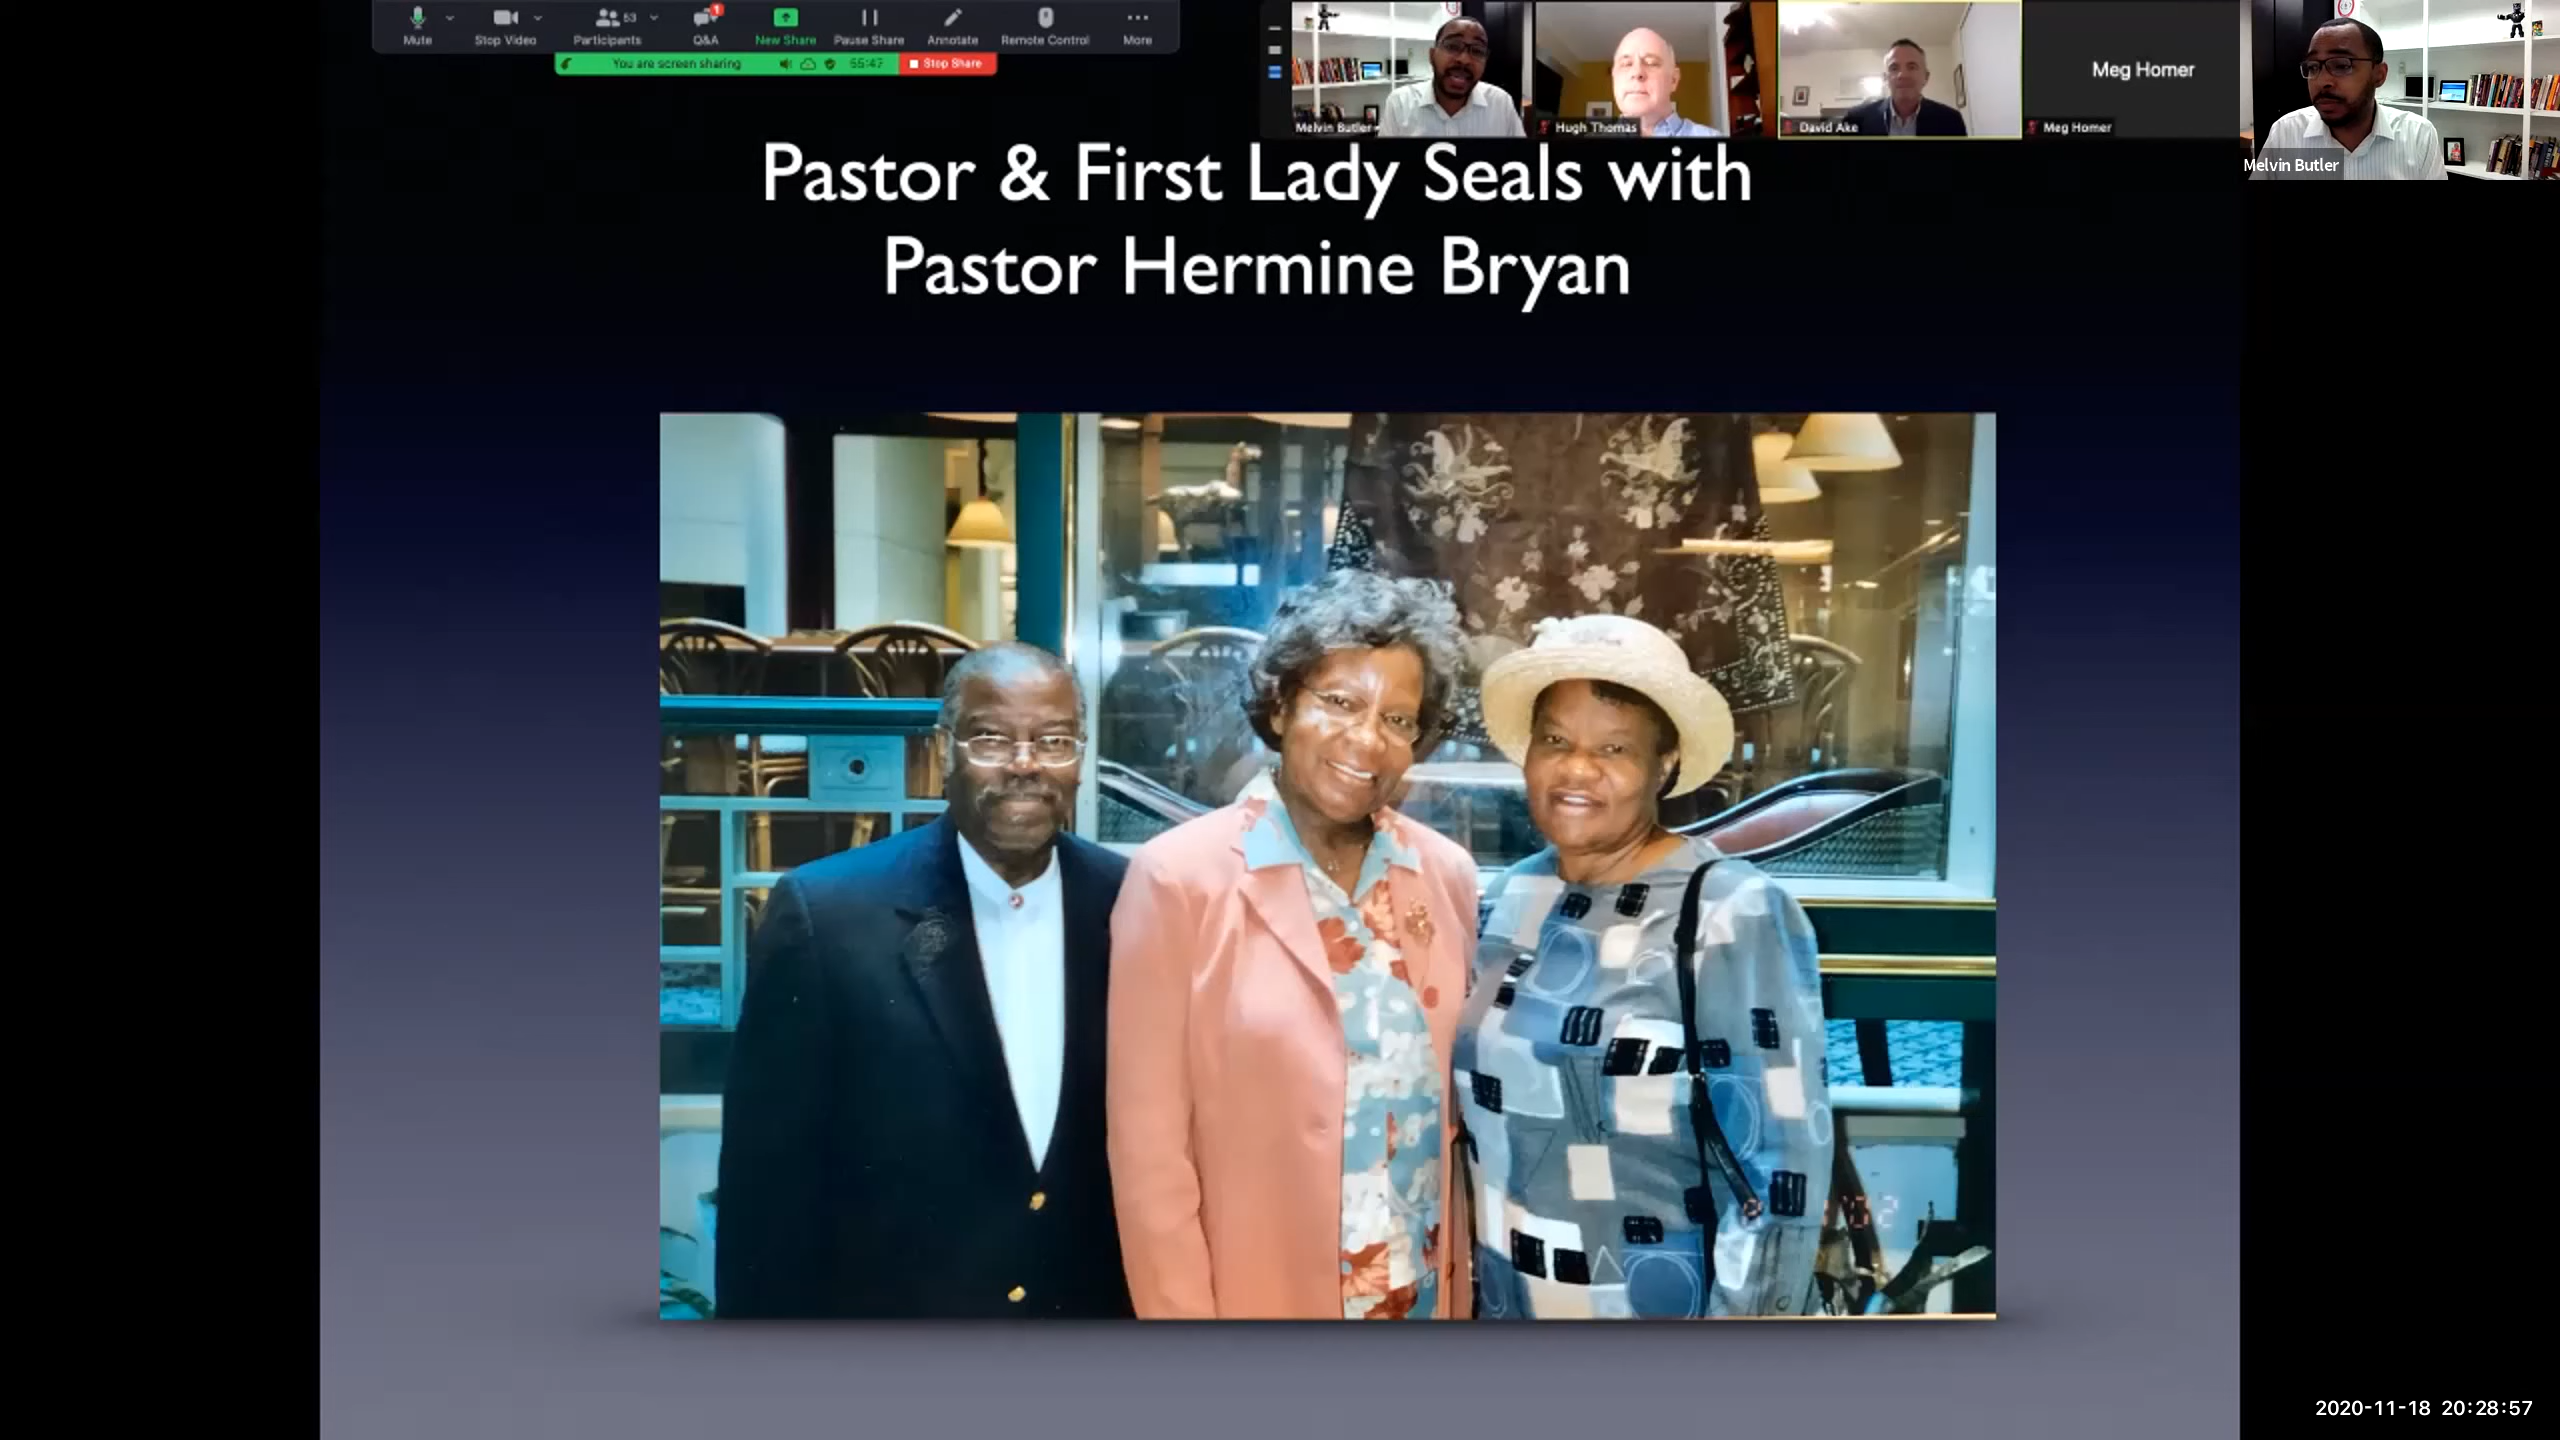 Mute
Stop Video
53
Participants
1
Q&A
New Share
Pause Share
Annotate
Remote Control
More
You are screen sharing
55:47
Stop Share
Melvin Butler
Hugh Thomas
David Ake
Meg Homer
Meg Homer
Melvin Butler
Pastor & First Lady Seals with
Pastor Hermine Bryan
2020-11-18 20:28:57